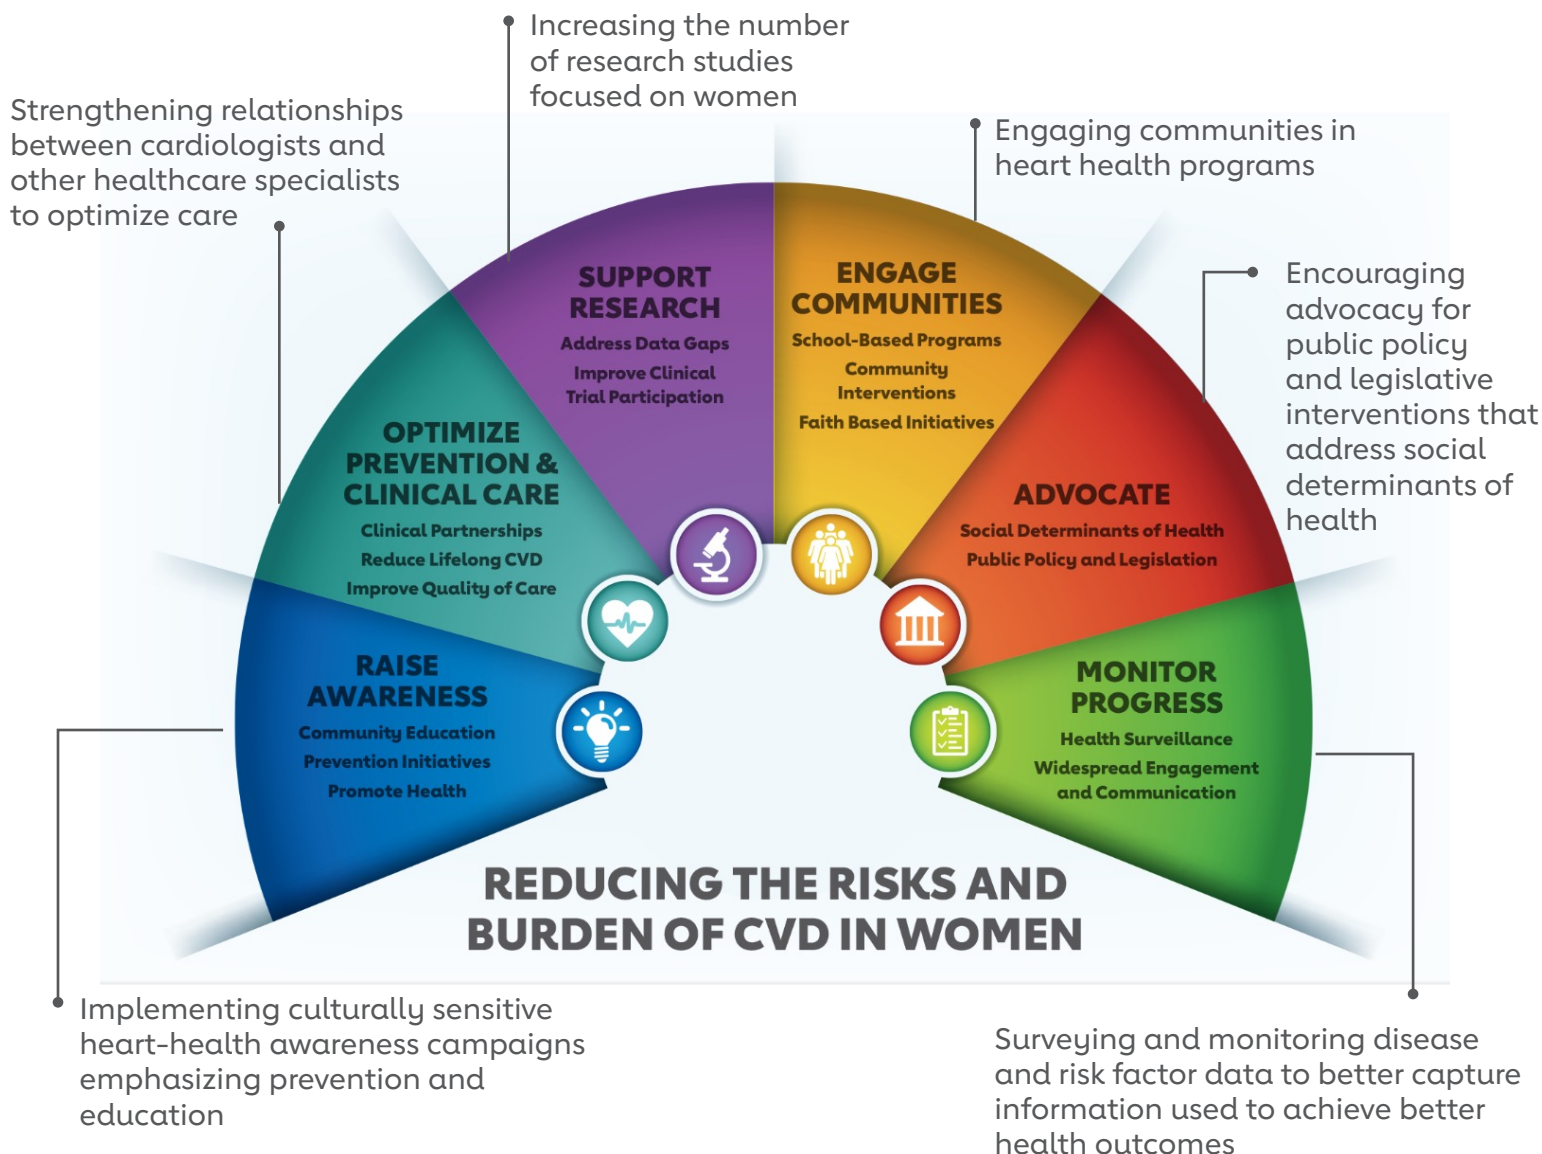 Increasing the number
of research studies
focused on women
Strengthening relationships
between cardiologists and
other healthcare specialists
to optimize care
Engaging communities in
heart health programs
Encouraging
advocacy for
public policy
and legislative
interventions that
address social
determinants of
health
SUPPORT
RESEARCH
Address Data Gaps
Improve Clinical
Trial Participation
ENGAGE
COMMUNITIES
School-Based Programs
Community
Interventions
Faith Based Initiatives
OPTIMIZE
PREVENTION &
CLINICAL CARE
Clinical Partnerships
Reduce Lifelong CVD
Improve Quality of Care
ADVOCATE
Social Determinants of Health
Public Policy and Legislation
RAISE
AWARENESS
Community Education
Prevention Initiatives
Promote Health
MONITOR
PROGRESS
Health Surveillance
Widespread Engagement
and Communication
REDUCING THE RISKS AND
BURDEN OF CVD IN WOMEN
Implementing culturally sensitive
heart-health awareness campaigns
emphasizing prevention and
education
Surveying and monitoring disease
and risk factor data to better capture
information used to achieve better
health outcomes